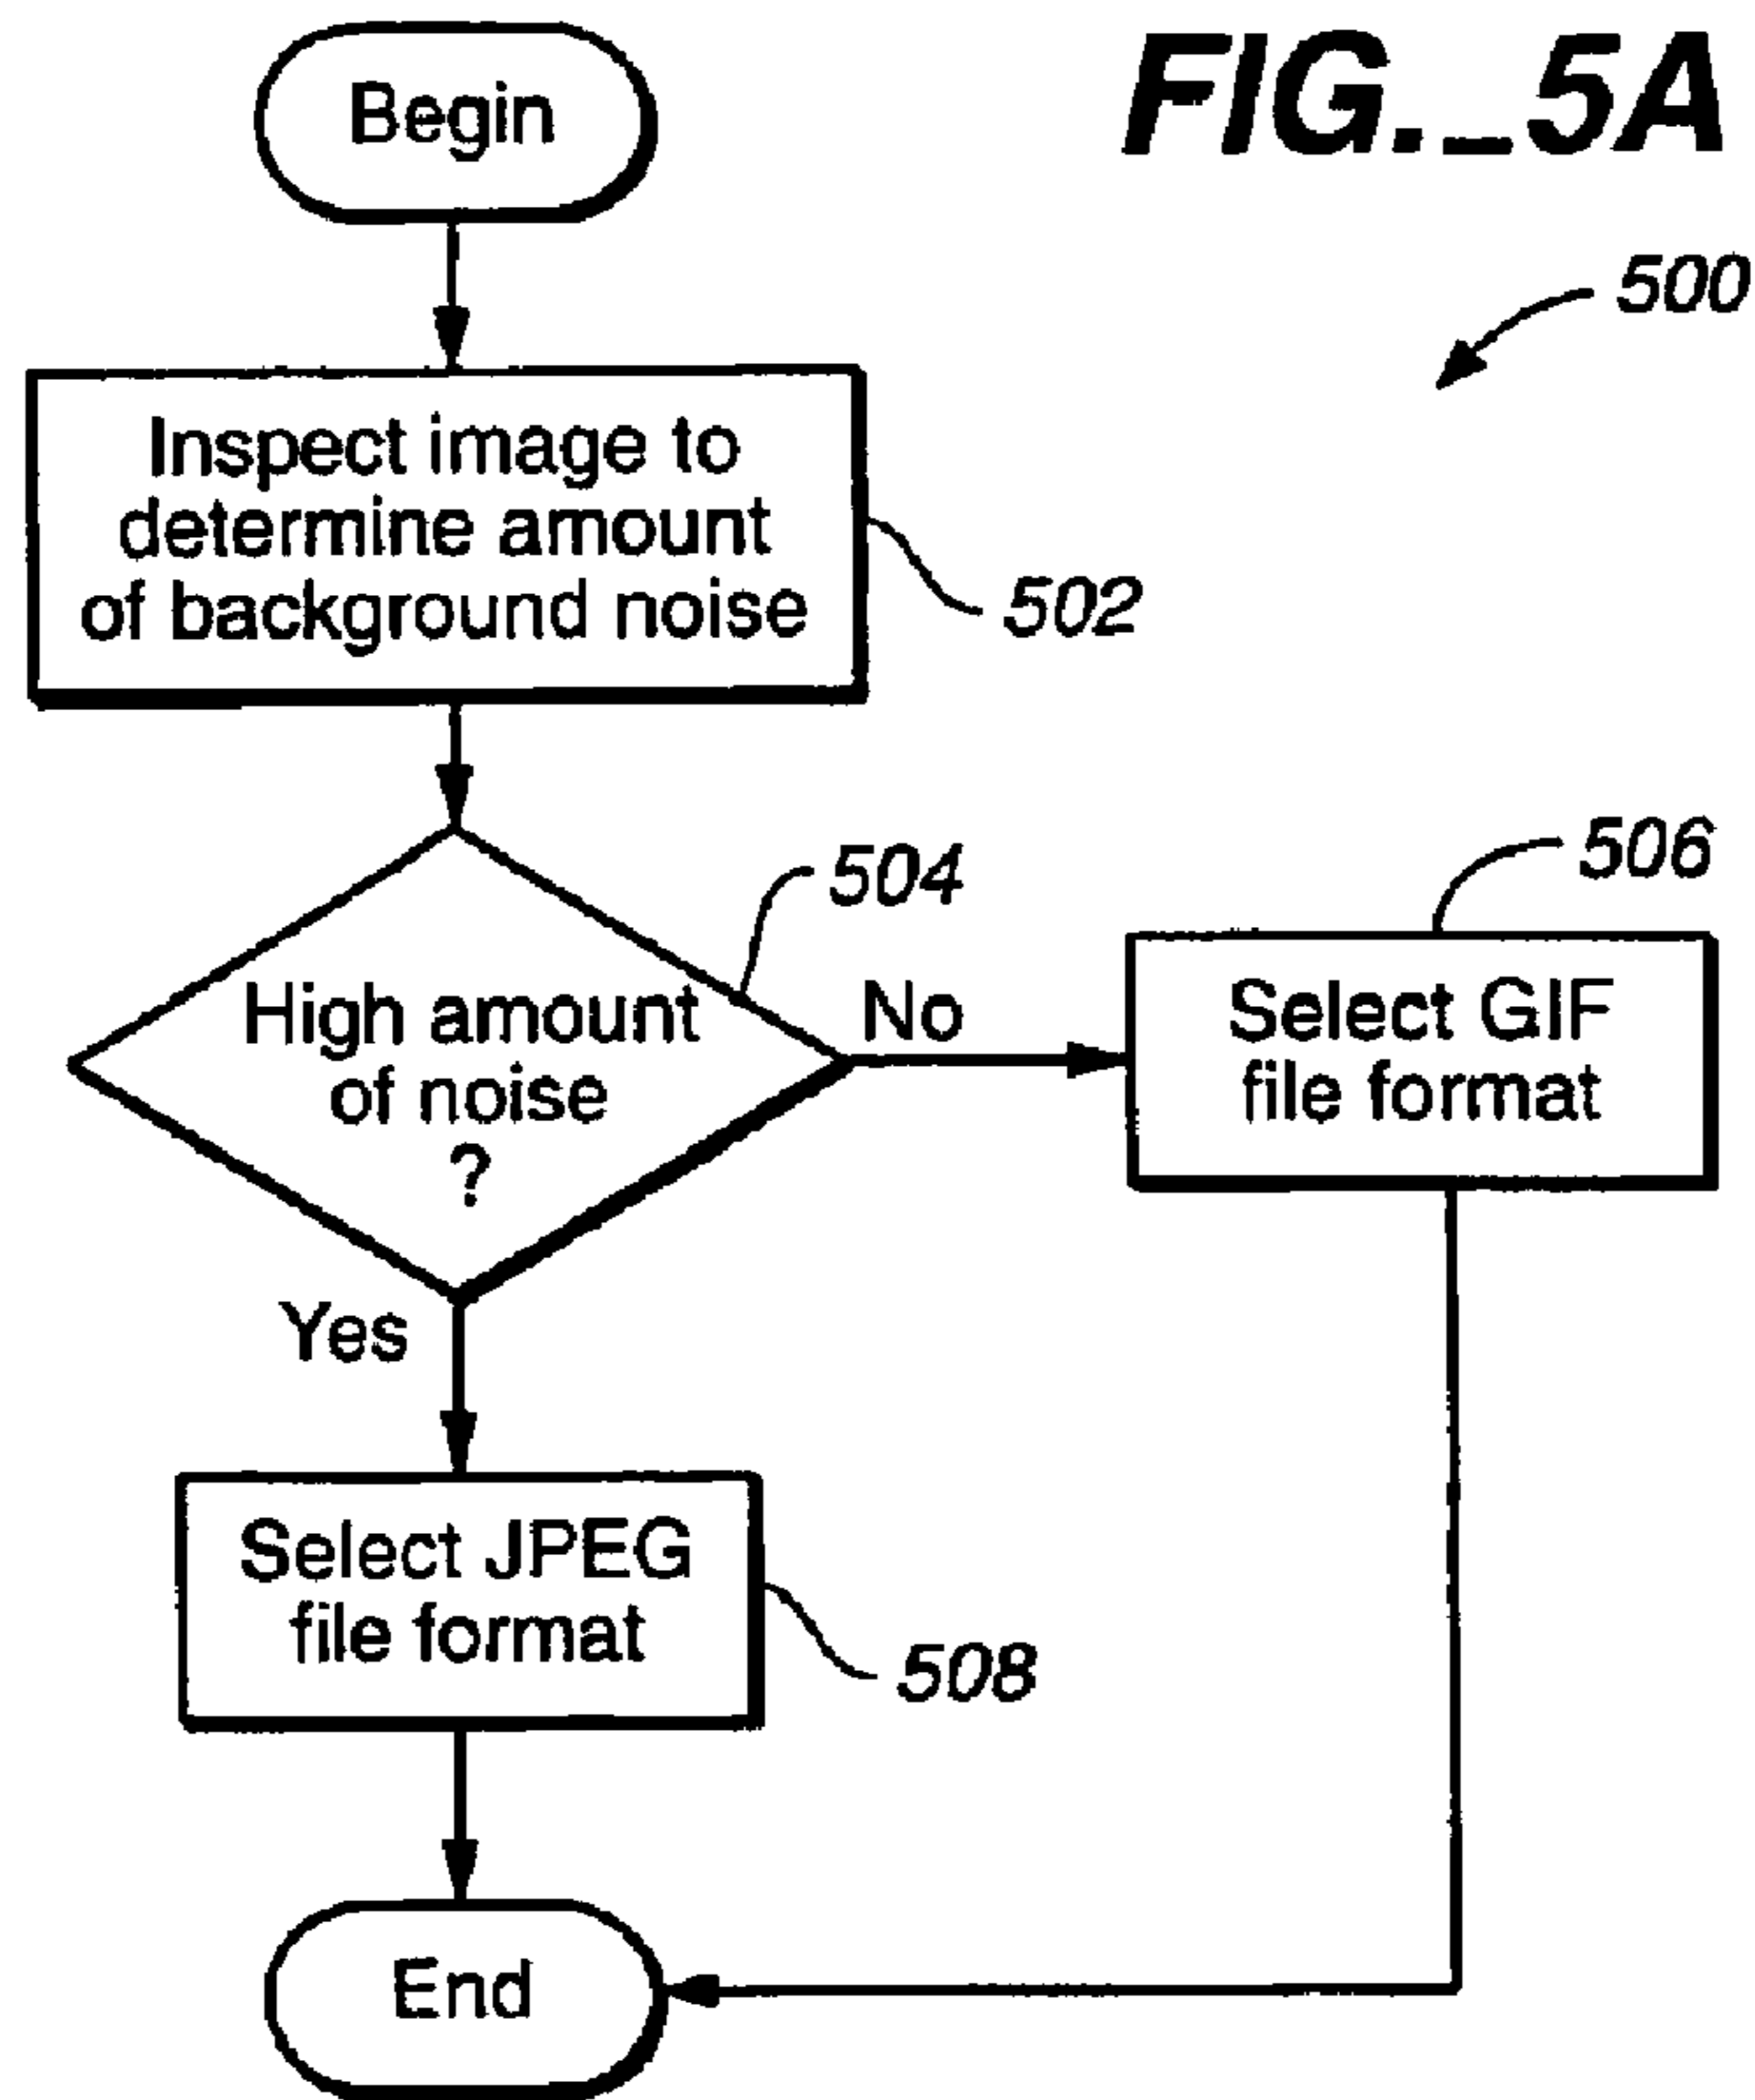 FIG._5A
Begin
500
Inspect image to
determine amount
of background noise
502
504
High amount
of noise
?
No
506
Select GIF
file format
Yes
Select JPEG
file format
508
End